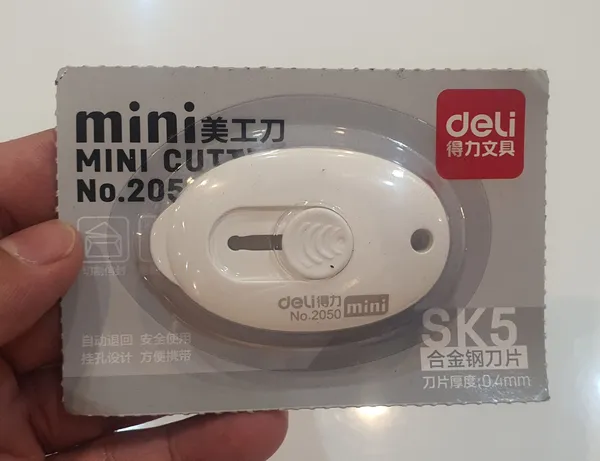 mini美工刀
MINI CUTT
No.205
deli
得力文具
deli得力
No.2050 mini
自动退回 安全使用
挂孔设计 方便携带
SK5
合金钢刀片
刀片厚度:0.4mm